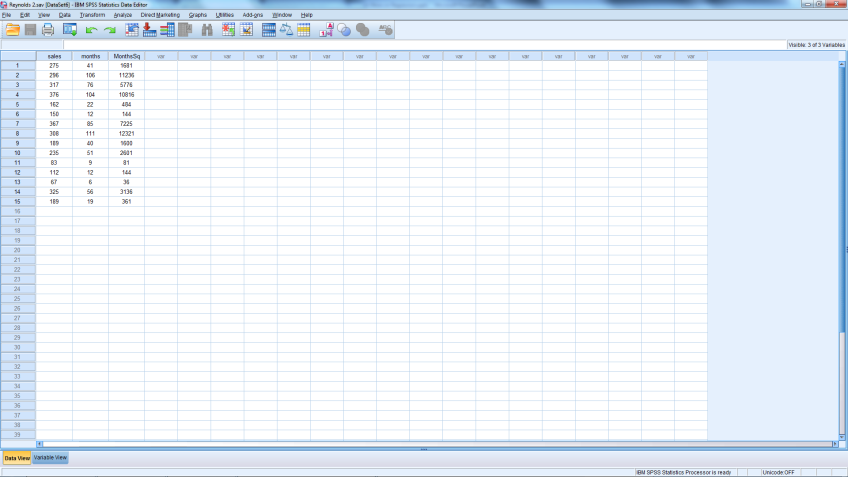 Reynolds 2.sav [DataSet6] - IBM SPSS Statistics Data Editor
File Edit View Data Transform Analyze Direct Marketing Graphs Utilities Add-ons Window Help
Visible: 3 of 3 Variables
sales months MonthsSq var var var var var var var var var var var var var var var var var
1 275 41 1681
2 296 106 11236
3 317 76 5776
4 376 104 10816
5 162 22 484
6 150 12 144
7 367 85 7225
8 308 111 12321
9 189 40 1600
10 235 51 2601
11 83 9 81
12 112 12 144
13 67 6 36
14 325 56 3136
15 189 19 361
16
17
18
19
20
21
22
23
24
25
26
27
28
29
30
31
32
33
34
35
36
37
38
39
Data View Variable View
IBM SPSS Statistics Processor is ready Unicode:OFF